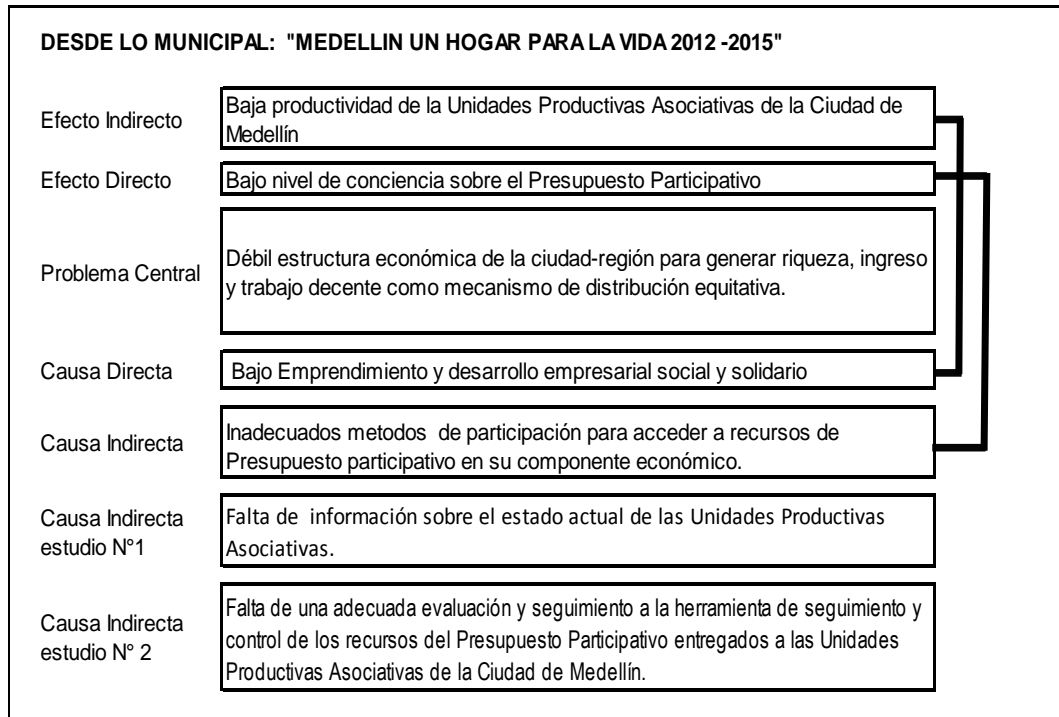 DESDE LO MUNICIPAL: "MEDELLIN UN HOGAR PARA LA VIDA 2012 -2015"
Efecto Indirecto
Baja productividad de la Unidades Productivas Asociativas de la Ciudad de
Medellín
Efecto Directo
Bajo nivel de conciencia sobre el Presupuesto Participativo
Problema Central
Débil estructura económica de la ciudad-región para generar riqueza, ingreso
y trabajo decente como mecanismo de distribución equitativa.
Causa Directa
Bajo Emprendimiento y desarrollo empresarial social y solidario
Causa Indirecta
Inadecuados metodos de participación para acceder a recursos de
Presupuesto participativo en su componente económico.
Causa Indirecta
estudio N°1
Falta de información sobre el estado actual de las Unidades Productivas
Asociativas.
Causa Indirecta
estudio N° 2
Falta de una adecuada evaluación y seguimiento a la herramienta de seguimiento y
control de los recursos del Presupuesto Participativo entregados a las Unidades
Productivas Asociativas de la Ciudad de Medellín.